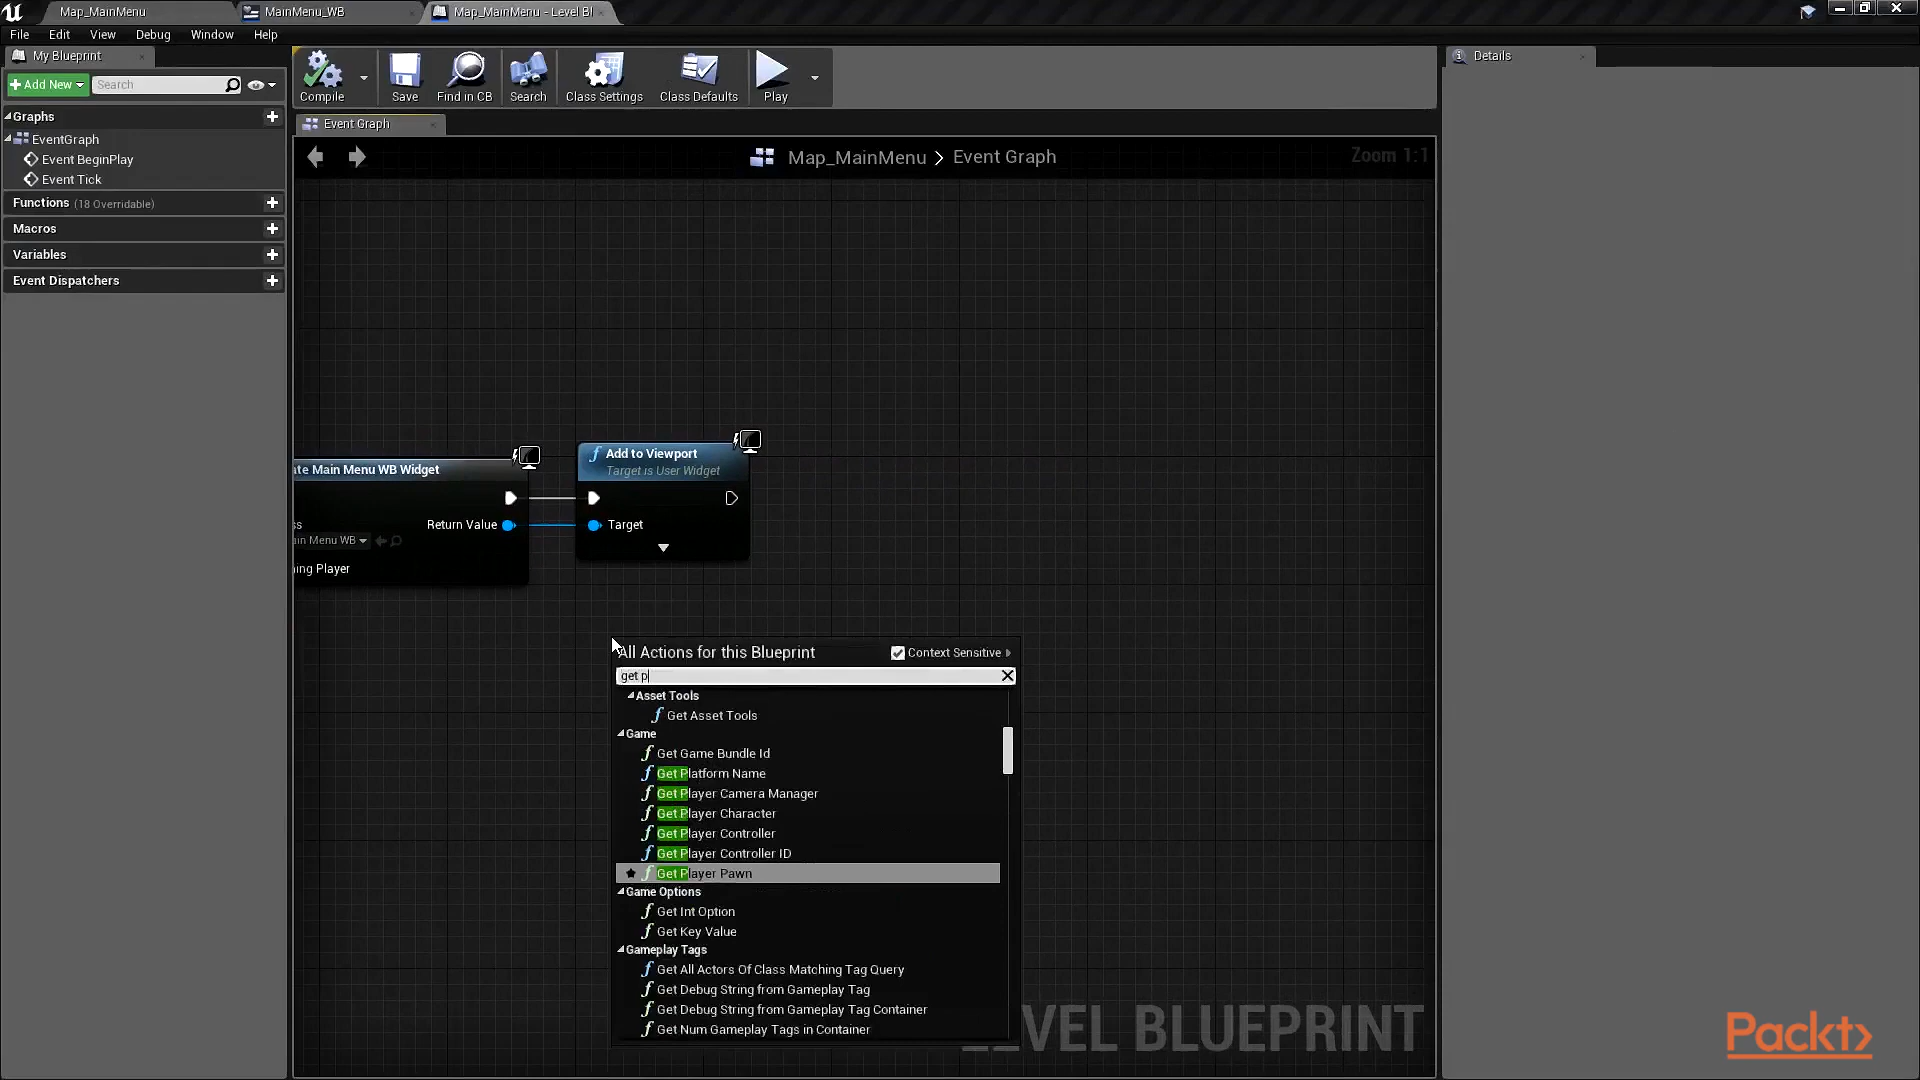 Map_MainMenu
MainMenu_WB
Map_MainMenu - Level Bl
File Edit View Debug Window Help
My Blueprint
Add New
Search
Graphs
EventGraph
Event BeginPlay
Event Tick
Functions (18 Overridable)
Macros
Variables
Event Dispatchers
Compile
Save
Find in CB
Search
Class Settings
Class Defaults
Play
Event Graph
Map_MainMenu > Event Graph
Zoom 1:1
Details
te Main Menu WB Widget
ss
Return Value
ain Menu WB
ning Player
f Add to Viewport
Target is User Widget
Target
All Actions for this Blueprint
Context Sensitive
get p
Asset Tools
f Get Asset Tools
Game
f Get Game Bundle Id
f Get Platform Name
f Get Player Camera Manager
f Get Player Character
f Get Player Controller
f Get Player Controller ID
f Get Player Pawn
Game Options
f Get Int Option
f Get Key Value
Gameplay Tags
f Get All Actors Of Class Matching Tag Query
f Get Debug String from Gameplay Tag
f Get Debug String from Gameplay Tag Container
f Get Num Gameplay Tags in Container
EVEL BLUEPRINT
Packt>